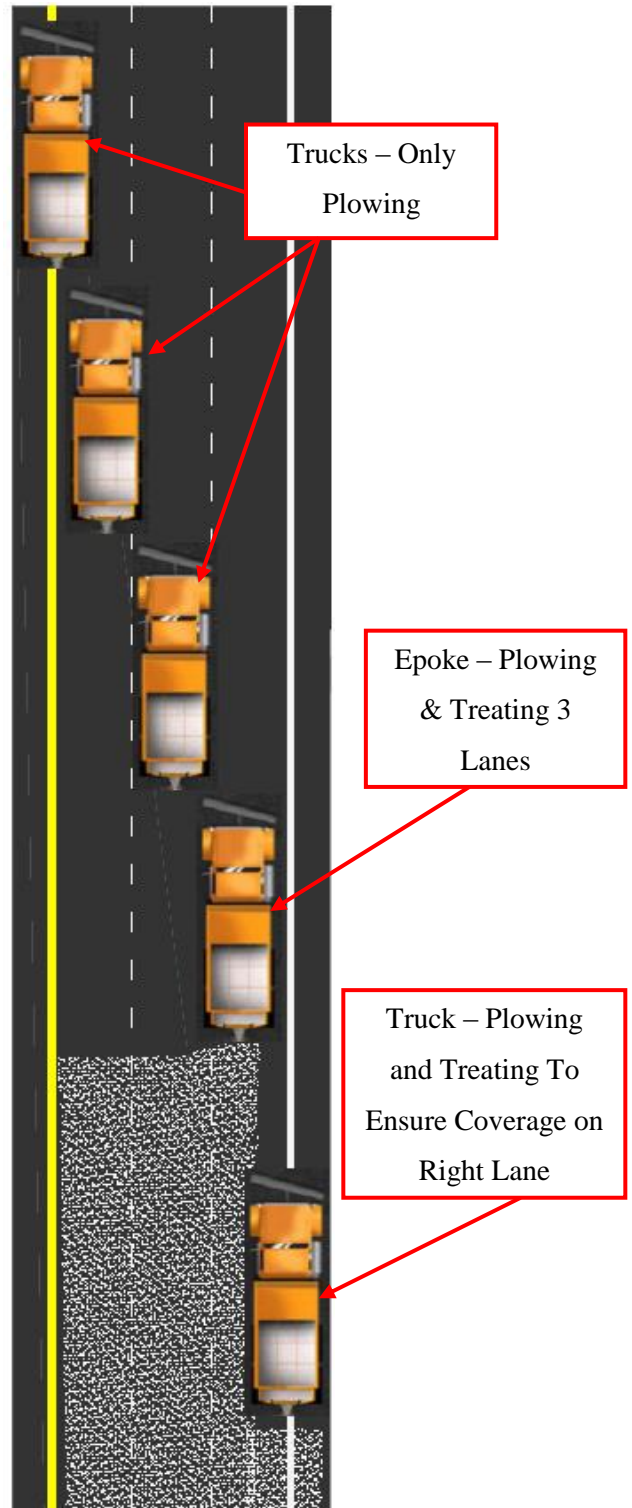 Trucks – Only
Plowing
Epoke – Plowing
& Treating 3
Lanes
Truck – Plowing
and Treating To
Ensure Coverage on
Right Lane